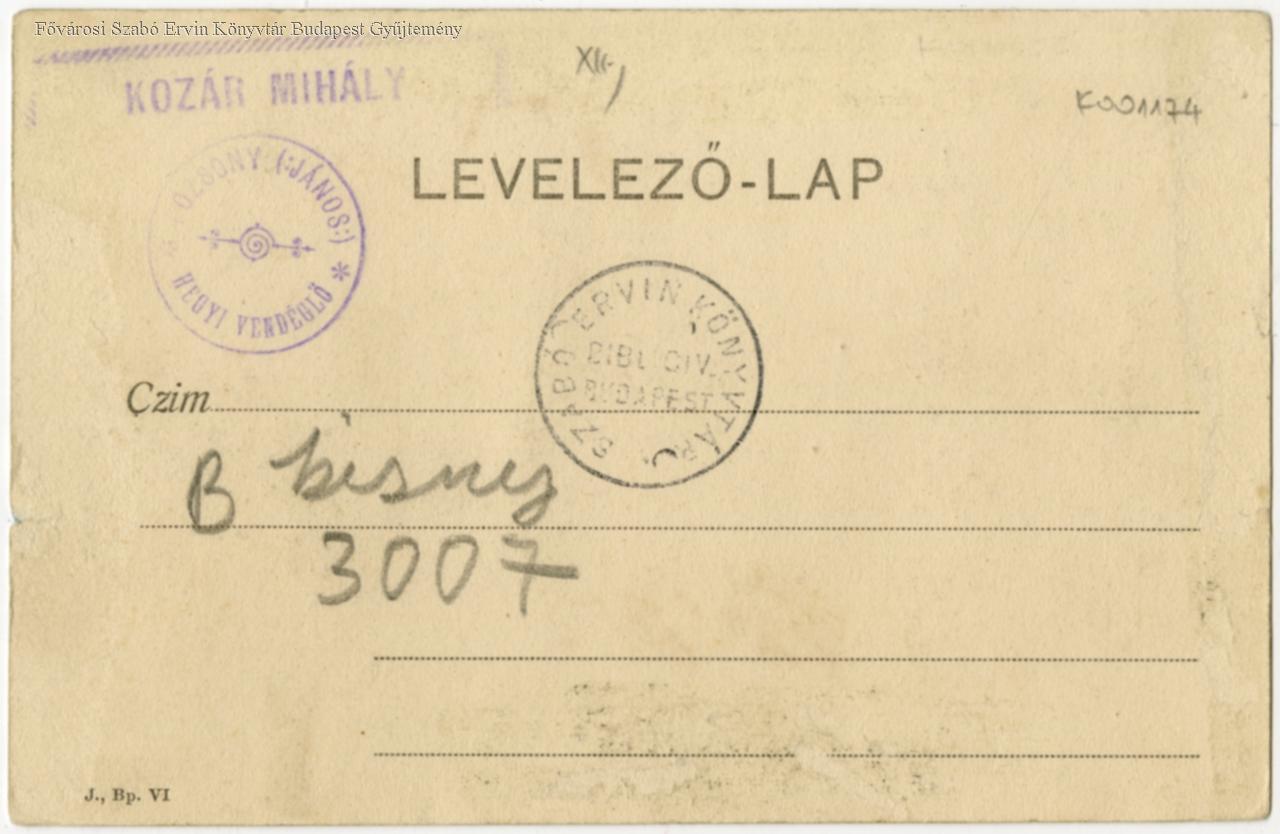 Fővárosi Szabó Ervin Könyvtár Budapest Gyűjtemény
XII,
KOZÁR MIHÁLY
K001174
LEVELEZŐ-LAP
(:JÁNOS:)
HEGYI VENDÉGLŐ *
SZABÓ ERVIN KÖNYVTÁR
BIBL. CIV.
BUDAPEST
Czim
B
3007
J., Bp. VI